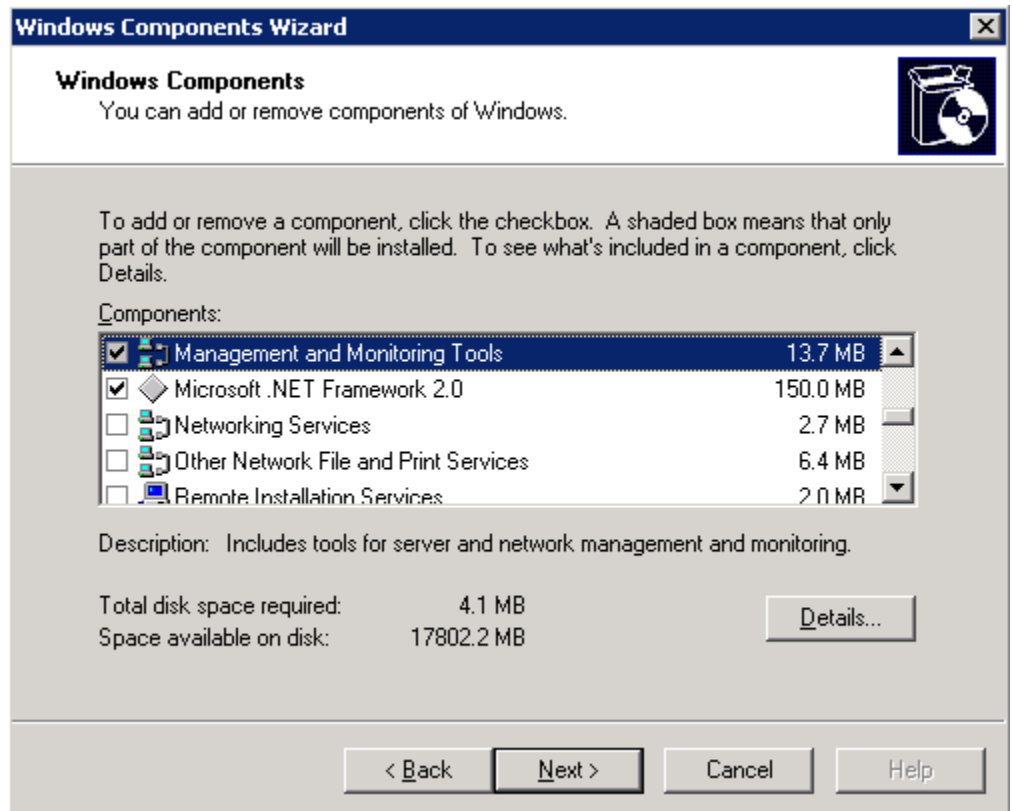 Windows Components Wizard
Windows Components
You can add or remove components of Windows.
To add or remove a component, click the checkbox. A shaded box means that only
part of the component will be installed. To see what's included in a component, click
Details.
Components:
Management and Monitoring Tools 13.7 MB
Microsoft .NET Framework 2.0 150.0 MB
Networking Services 2.7 MB
Other Network File and Print Services 6.4 MB
Remote Installation Services 2.0 MB
Description: Includes tools for server and network management and monitoring.
Total disk space required: 4.1 MB
Space available on disk: 17802.2 MB
Details...
< Back Next > Cancel Help